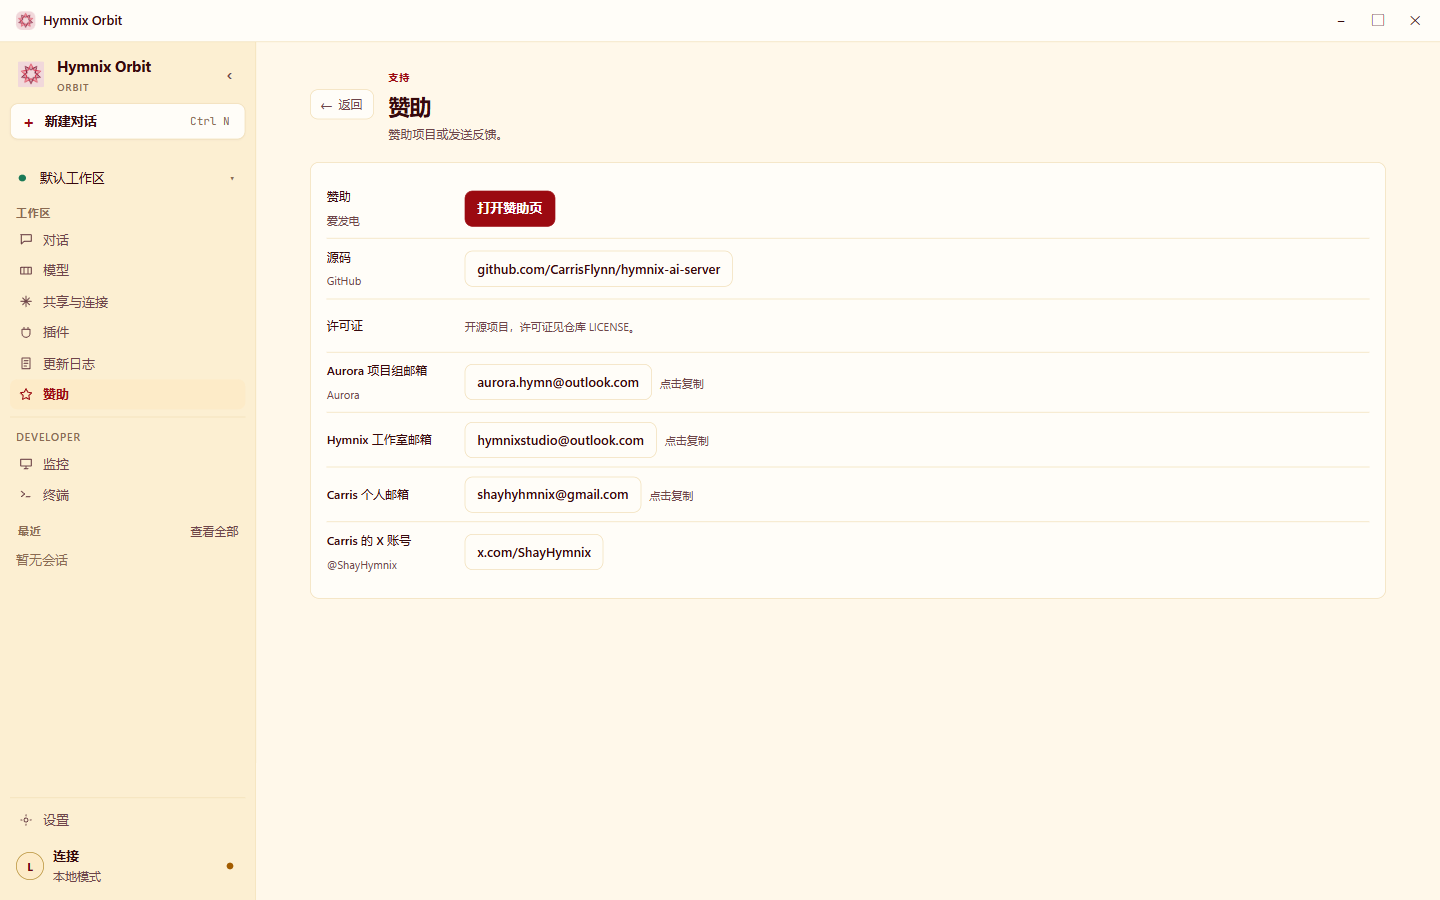 Hymnix Orbit
Hymnix Orbit
ORBIT
+ 新建对话 Ctrl N
默认工作区
工作区
对话
模型
共享与连接
插件
更新日志
赞助
DEVELOPER
监控
终端
最近 查看全部
暂无会话
设置
L
连接
本地模式
← 返回
支持
赞助
赞助项目或发送反馈。
赞助
爱发电
打开赞助页
源码
GitHub
github.com/CarrisFlynn/hymnix-ai-server
许可证
开源项目，许可证见仓库 LICENSE。
Aurora 项目组邮箱
Aurora
aurora.hymn@outlook.com 点击复制
Hymnix 工作室邮箱
hymnixstudio@outlook.com 点击复制
Carris 个人邮箱
shayhyhmnix@gmail.com 点击复制
Carris 的 X 账号
@ShayHymnix
x.com/ShayHymnix